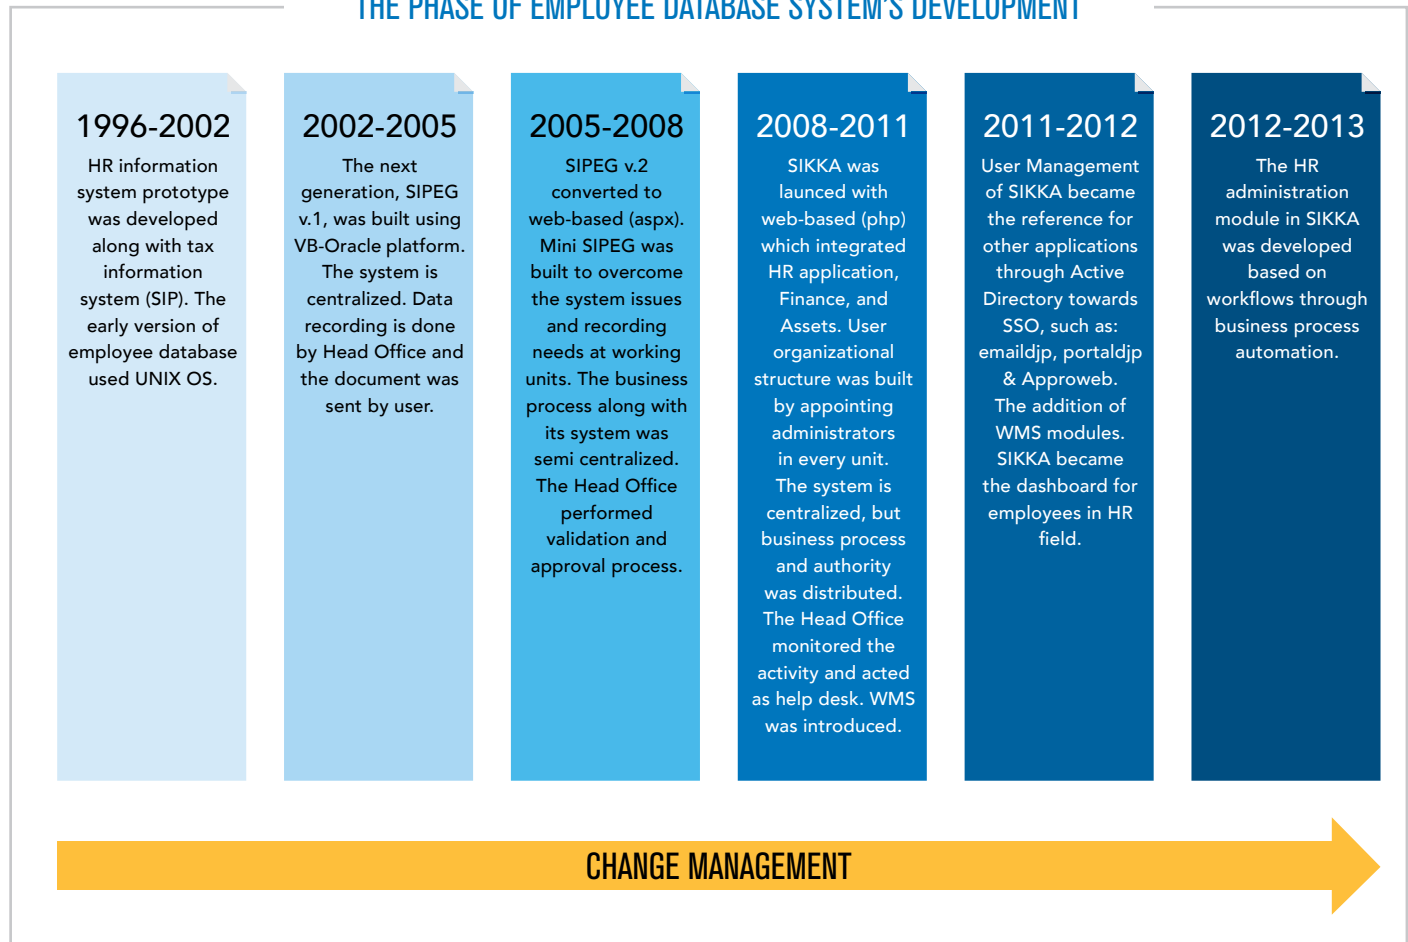 THE PHASE OF EMPLOYEE DATABASE SYSTEM'S DEVELOPMENT
1996-2002
HR information
system prototype
was developed
along with tax
information
system (SIP). The
early version of
employee database
used UNIX OS.
2002-2005
The next
generation, SIPEG
v.1, was built using
VB-Oracle platform.
The system is
centralized. Data
recording is done
by Head Office and
the document was
sent by user.
2005-2008
SIPEG v.2
converted to
web-based (aspx).
Mini SIPEG was
built to overcome
the system issues
and recording
needs at working
units. The business
process along with
its system was
semi centralized.
The Head Office
performed
validation and
approval process.
2008-2011
SIKKA was
launced with
web-based (php)
which integrated
HR application,
Finance, and
Assets. User
organizational
structure was built
by appointing
administrators
in every unit.
The system is
centralized, but
business process
and authority
was distributed.
The Head Office
monitored the
activity and acted
as help desk. WMS
was introduced.
2011-2012
User Management
of SIKKA became
the reference for
other applications
through Active
Directory towards
SSO, such as:
emaildjp, portaldjp
& Approweb.
The addition of
WMS modules.
SIKKA became
the dashboard for
employees in HR
field.
2012-2013
The HR
administration
module in SIKKA
was developed
based on
workflows through
business process
automation.
CHANGE MANAGEMENT